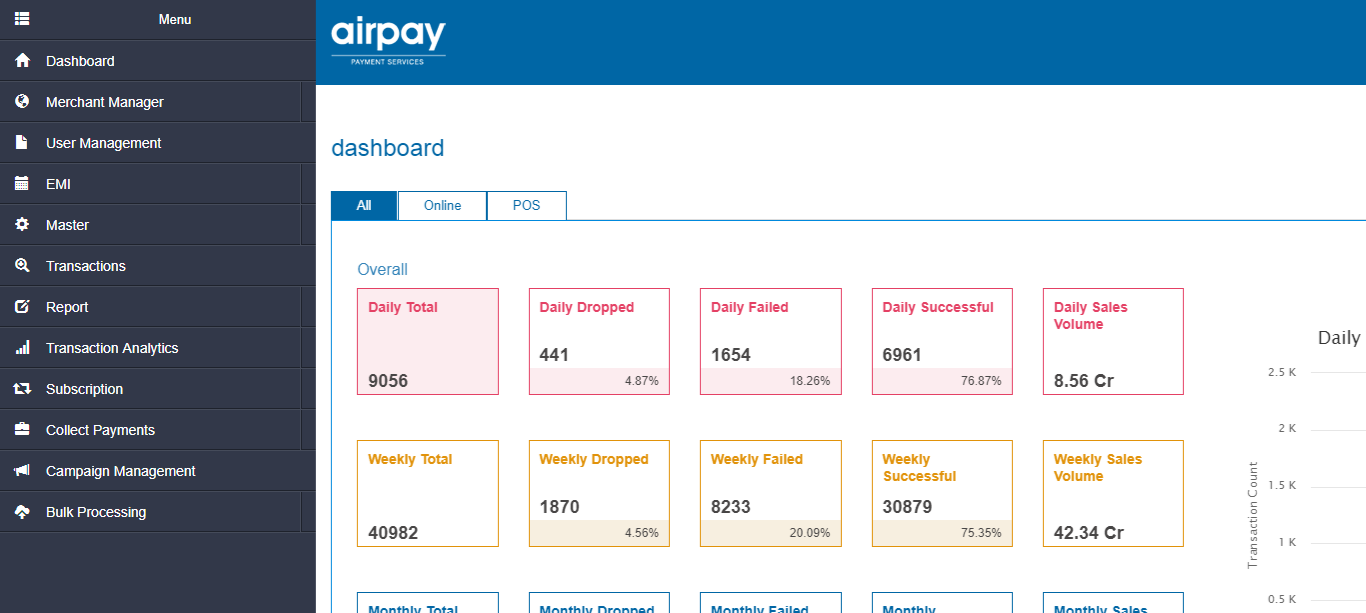 Menu
Dashboard
Merchant Manager
User Management
EMI
Master
Transactions
Report
Transaction Analytics
Subscription
Collect Payments
Campaign Management
Bulk Processing
airpay
PAYMENT SERVICES
dashboard
All Online POS
Overall
Daily Total
9056
Daily Dropped
441
4.87%
Daily Failed
1654
18.26%
Daily Successful
6961
76.87%
Daily Sales
Volume
8.56 Cr
Weekly Total
40982
Weekly Dropped
1870
4.56%
Weekly Failed
8233
20.09%
Weekly
Successful
30879
75.35%
Weekly Sales
Volume
42.34 Cr
Monthly Total
Monthly Dropped
Monthly Failed
Monthly
Monthly Sales
Daily
2.5 K
2 K
1.5 K
1 K
0.5 K
Transaction Count